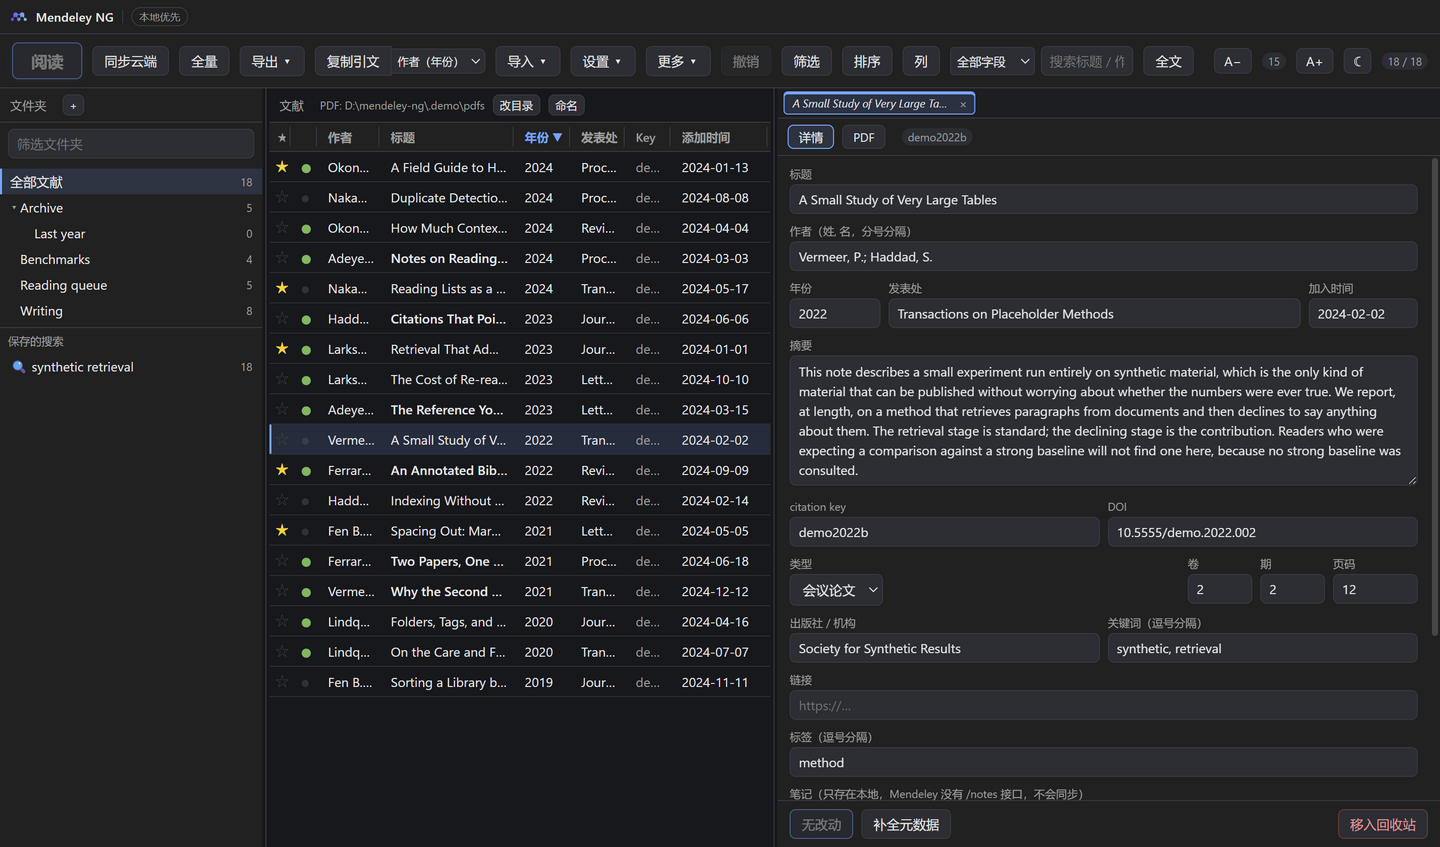 Mendeley NG 本地优先
阅读 同步云端 全量 导出 ▾ 复制引文 作者（年份） 导入 ▾ 设置 ▾ 更多 ▾ 撤销 筛选 排序 列 全部字段 搜索标题 / 作 全文 A− 15 A+ ☾ 18 / 18
文件夹 +
筛选文件夹
全部文献 18
Archive 5
Last year 0
Benchmarks 4
Reading queue 5
Writing 8
保存的搜索
synthetic retrieval 18
文献 PDF: D:\mendeley-ng\.demo\pdfs 改目录 命名
★ 作者 标题 年份 ▼ 发表处 Key 添加时间
Okon... A Field Guide to H... 2024 Proc... de... 2024-01-13
Naka... Duplicate Detectio... 2024 Proc... de... 2024-08-08
Okon... How Much Contex... 2024 Revi... de... 2024-04-04
Adeye... Notes on Reading... 2024 Proc... de... 2024-03-03
Naka... Reading Lists as a ... 2024 Tran... de... 2024-05-17
Hadd... Citations That Poi... 2023 Jour... de... 2024-06-06
Larks... Retrieval That Ad... 2023 Jour... de... 2024-01-01
Larks... The Cost of Re-rea... 2023 Lett... de... 2024-10-10
Adeye... The Reference Yo... 2023 Lett... de... 2024-03-15
Verme... A Small Study of V... 2022 Tran... de... 2024-02-02
Ferrar... An Annotated Bib... 2022 Revi... de... 2024-09-09
Hadd... Indexing Without ... 2022 Revi... de... 2024-02-14
Fen B.... Spacing Out: Mar... 2021 Lett... de... 2024-05-05
Ferrar... Two Papers, One ... 2021 Proc... de... 2024-06-18
Verme... Why the Second ... 2021 Tran... de... 2024-12-12
Lindq... Folders, Tags, and ... 2020 Jour... de... 2024-04-16
Lindq... On the Care and F... 2020 Tran... de... 2024-07-07
Fen B.... Sorting a Library b... 2019 Jour... de... 2024-11-11
A Small Study of Very Large Ta... ×
详情 PDF demo2022b
标题
A Small Study of Very Large Tables
作者（姓, 名，分号分隔）
Vermeer, P.; Haddad, S.
年份 发表处 加入时间
2022 Transactions on Placeholder Methods 2024-02-02
摘要
This note describes a small experiment run entirely on synthetic material, which is the only kind of
material that can be published without worrying about whether the numbers were ever true. We report,
at length, on a method that retrieves paragraphs from documents and then declines to say anything
about them. The retrieval stage is standard; the declining stage is the contribution. Readers who were
expecting a comparison against a strong baseline will not find one here, because no strong baseline was
consulted.
citation key DOI
demo2022b 10.5555/demo.2022.002
类型 卷 期 页码
会议论文 2 2 12
出版社 / 机构 关键词（逗号分隔）
Society for Synthetic Results synthetic, retrieval
链接
https://...
标签（逗号分隔）
method
笔记（只存在本地，Mendeley 没有 /notes 接口，不会同步）
无改动 补全元数据 移入回收站